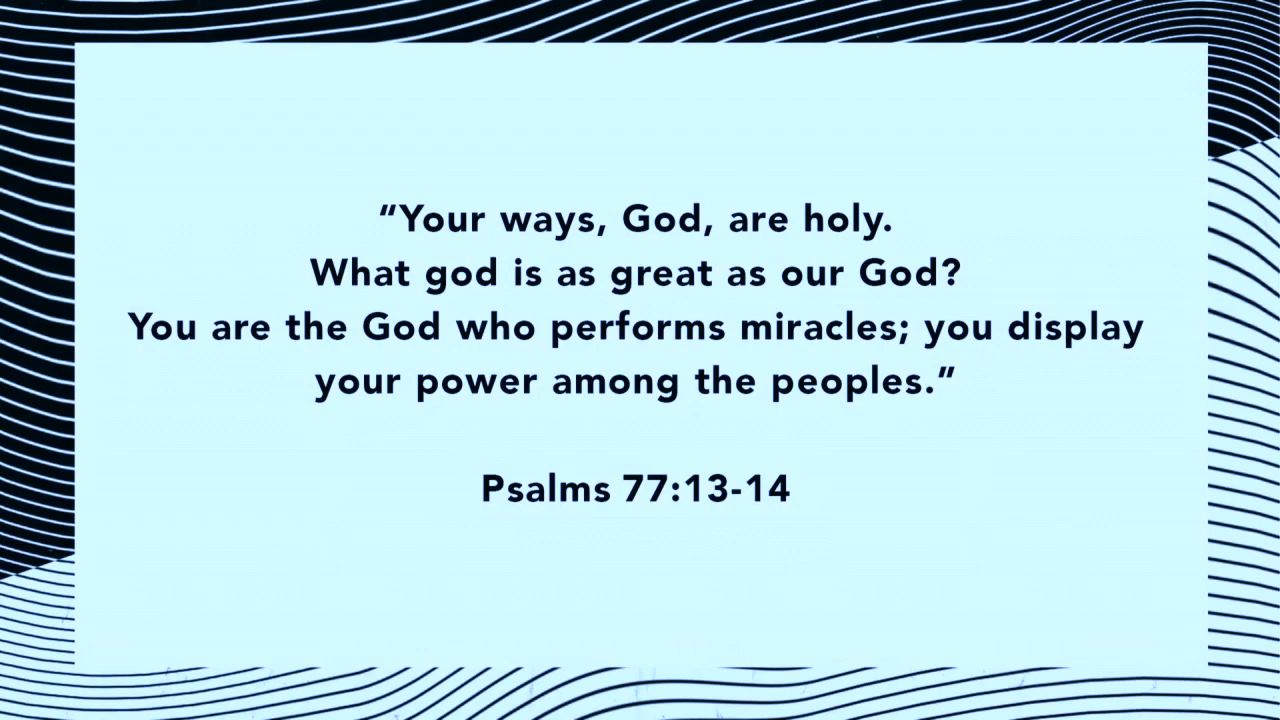 “Your ways, God, are holy.
What god is as great as our God?
You are the God who performs miracles; you display
your power among the peoples.”
Psalms 77:13-14